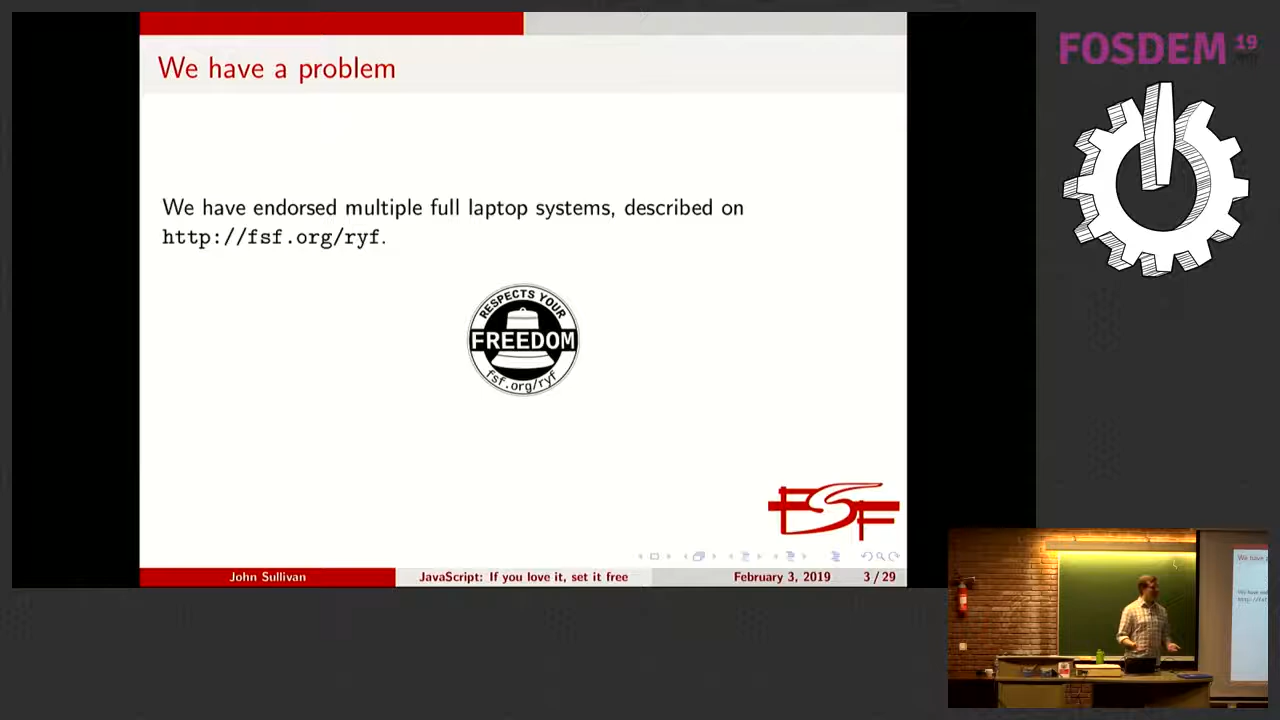 We have a problem
We have endorsed multiple full laptop systems, described on
http://fsf.org/ryf.
RESPECTS YOUR
FREEDOM
fsf.org/ryf
FSF
John Sullivan
JavaScript: If you love it, set it free
February 3, 2019
3 / 29
FOSDEM 19
We have